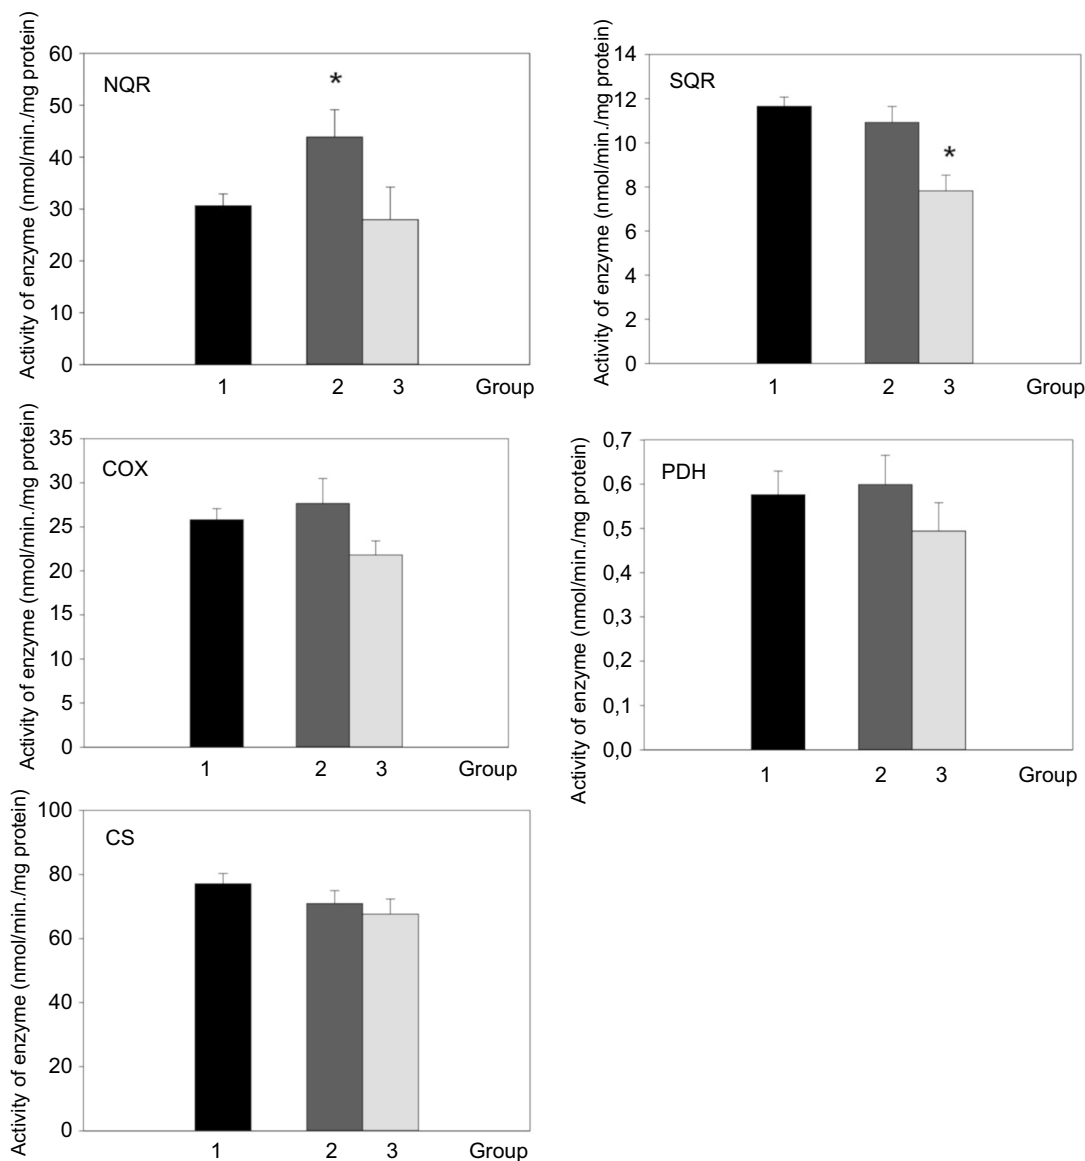 Activity of enzyme (nmol/min./mg protein)
60
50
40
30
20
10
0
NQR
*
1 2 3 Group
Activity of enzyme (nmol/min./mg protein)
14
12
10
8
6
4
2
0
SQR
*
1 2 3 Group
Activity of enzyme (nmol/min./mg protein)
35
30
25
20
15
10
5
0
COX
1 2 3 Group
Activity of enzyme (nmol/min./mg protein)
0,7
0,6
0,5
0,4
0,3
0,2
0,1
0,0
PDH
1 2 3 Group
Activity of enzyme (nmol/min./mg protein)
100
80
60
40
20
0
CS
1 2 3 Group